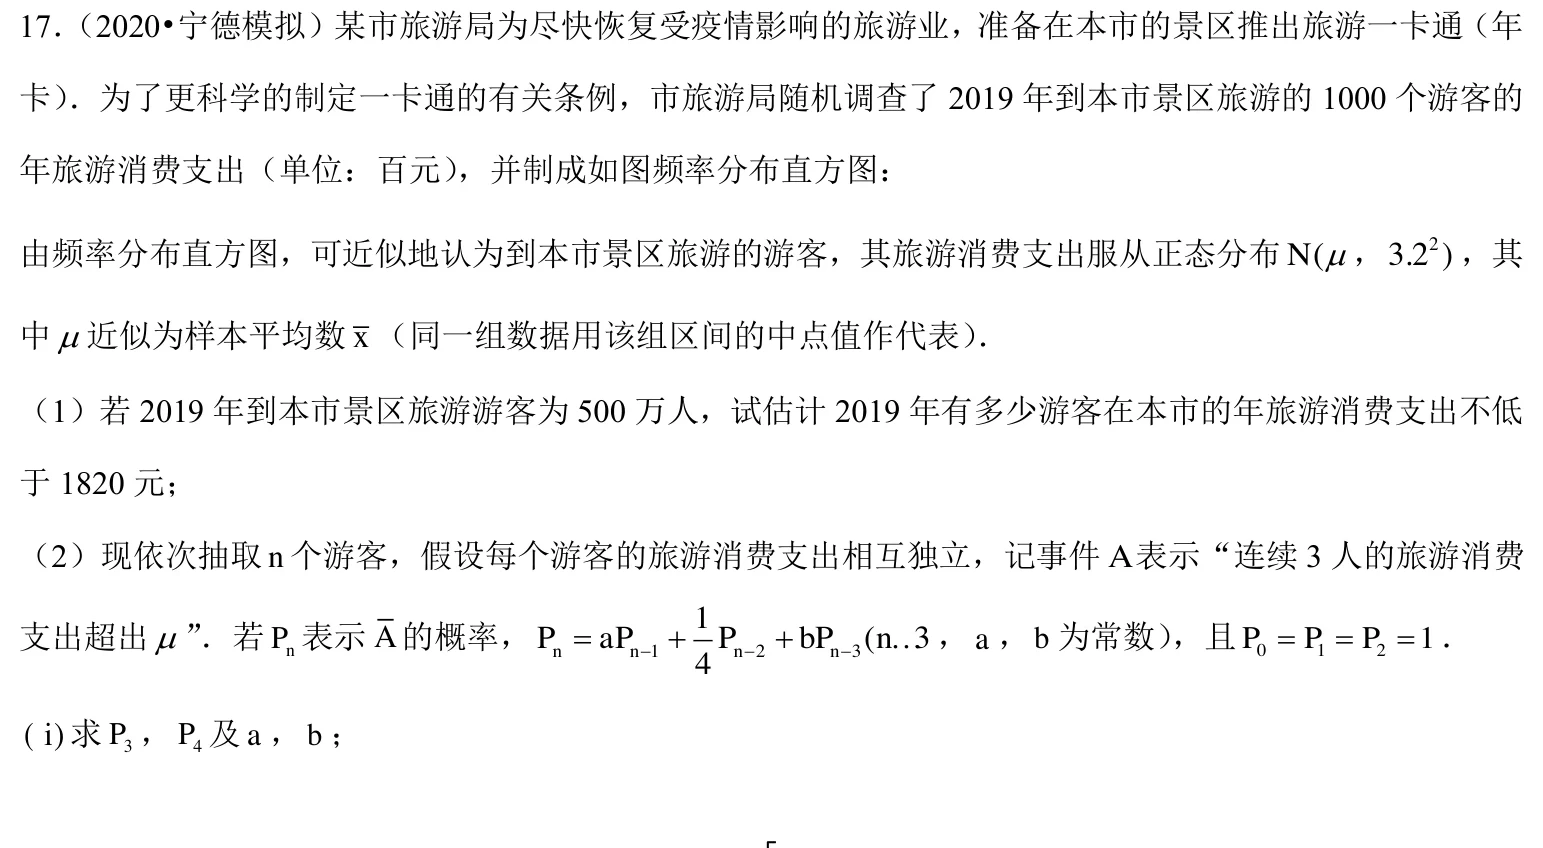 17．（2020•宁德模拟）某市旅游局为尽快恢复受疫情影响的旅游业，准备在本市的景区推出旅游一卡通（年
卡）．为了更科学的制定一卡通的有关条例，市旅游局随机调查了 2019 年到本市景区旅游的 1000 个游客的
年旅游消费支出（单位：百元），并制成如图频率分布直方图：
由频率分布直方图，可近似地认为到本市景区旅游的游客，其旅游消费支出服从正态分布 N(μ，3.2²)，其
中 μ 近似为样本平均数 x̄（同一组数据用该组区间的中点值作代表）．
（1）若 2019 年到本市景区旅游游客为 500 万人，试估计 2019 年有多少游客在本市的年旅游消费支出不低
于 1820 元；
（2）现依次抽取 n 个游客，假设每个游客的旅游消费支出相互独立，记事件 A 表示“连续 3 人的旅游消费
支出超出 μ”．若 Pₙ 表示 A̅ 的概率，Pₙ = aPₙ₋₁ + 1/4 Pₙ₋₂ + bPₙ₋₃(n‥3，a，b 为常数)，且 P₀ = P₁ = P₂ = 1．
( i)求 P₃，P₄ 及 a，b；